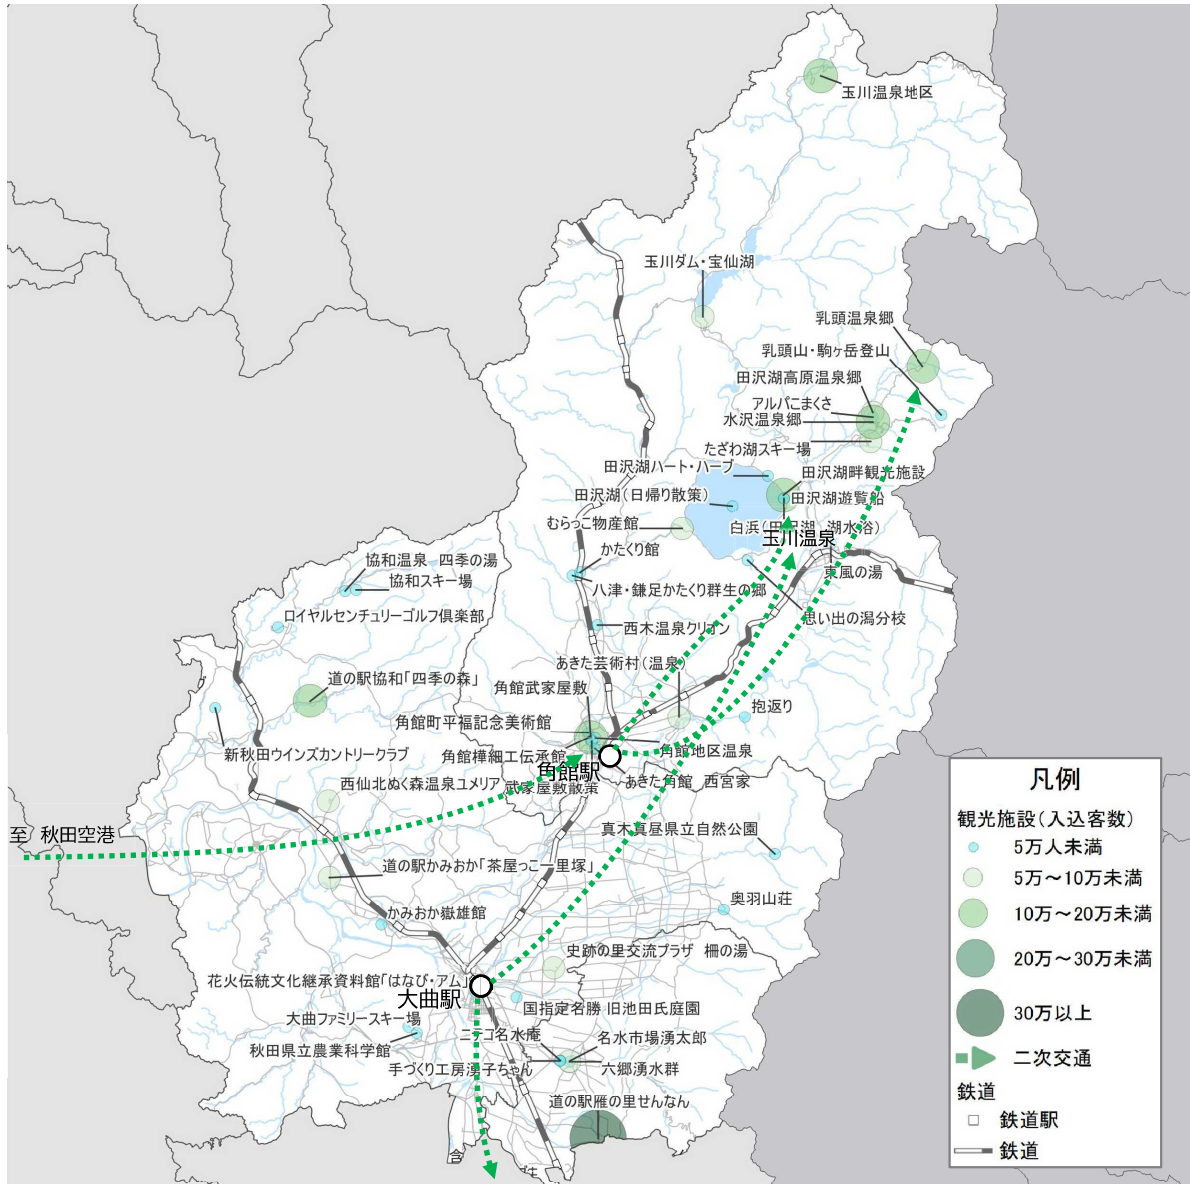 玉川温泉地区
玉川ダム・宝仙湖
乳頭温泉郷
乳頭山・駒ヶ岳登山
田沢湖高原温泉郷
アルパこまくさ
水沢温泉郷
たざわ湖スキー場
田沢湖ハート・ハーブ
田沢湖畔観光施設
田沢湖(日帰り散策)
田沢湖遊覧船
むらっこ物産館
白浜(田沢湖 湖水浴)
玉川温泉
かたくり館
東風の湯
協和温泉 四季の湯
協和スキー場
八津・鎌足かたくり群生の郷
ロイヤルセンチュリーゴルフ倶楽部
思い出の潟分校
西木温泉クリオン
あきた芸術村(温泉)
道の駅協和「四季の森」
角館武家屋敷
抱返り
角館町平福記念美術館
新秋田ウインズカントリークラブ
角館樺細工伝承館
角館地区温泉
角館駅
西仙北ぬく森温泉ユメリア
武家屋敷散策
あきた角館 西宮家
至 秋田空港
真木真昼県立自然公園
道の駅かみおか「茶屋っこ一里塚」
奥羽山荘
かみおか嶽雄館
史跡の里交流プラザ 柵の湯
花火伝統文化継承資料館「はなび・アム」
大曲駅
国指定名勝 旧池田氏庭園
大曲ファミリースキー場
ニテコ名水庵
名水市場湧太郎
秋田県立農業科学館
手づくり工房湧子ちゃん
六郷湧水群
道の駅雁の里せんなん
凡例
観光施設(入込客数)
5万人未満
5万～10万未満
10万～20万未満
20万～30万未満
30万以上
二次交通
鉄道
鉄道駅
鉄道